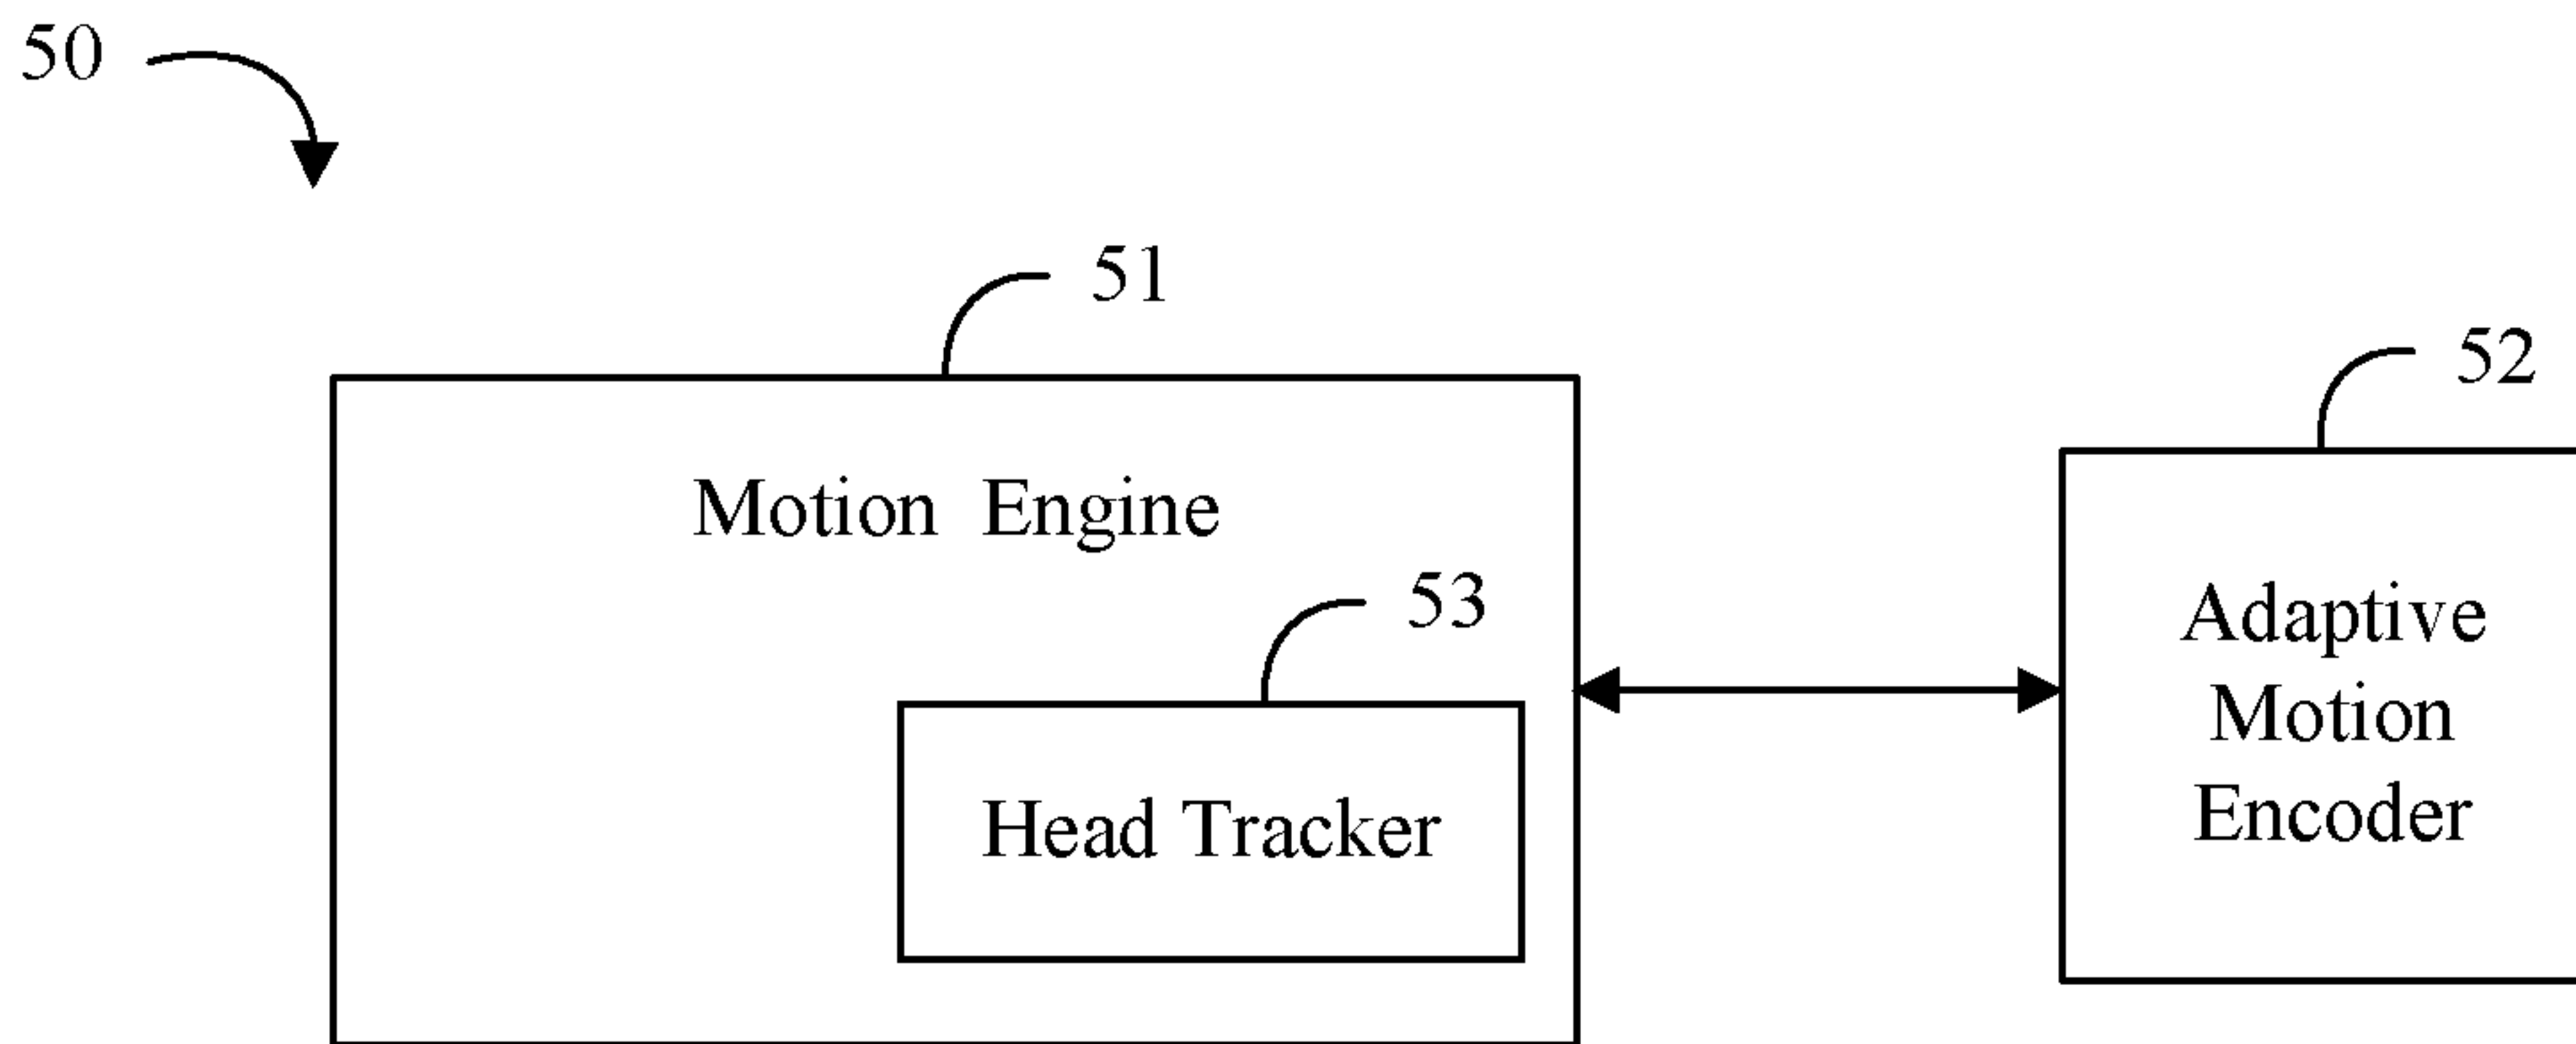 50
51
52
Motion Engine
53
Adaptive
Motion
Encoder
Head Tracker